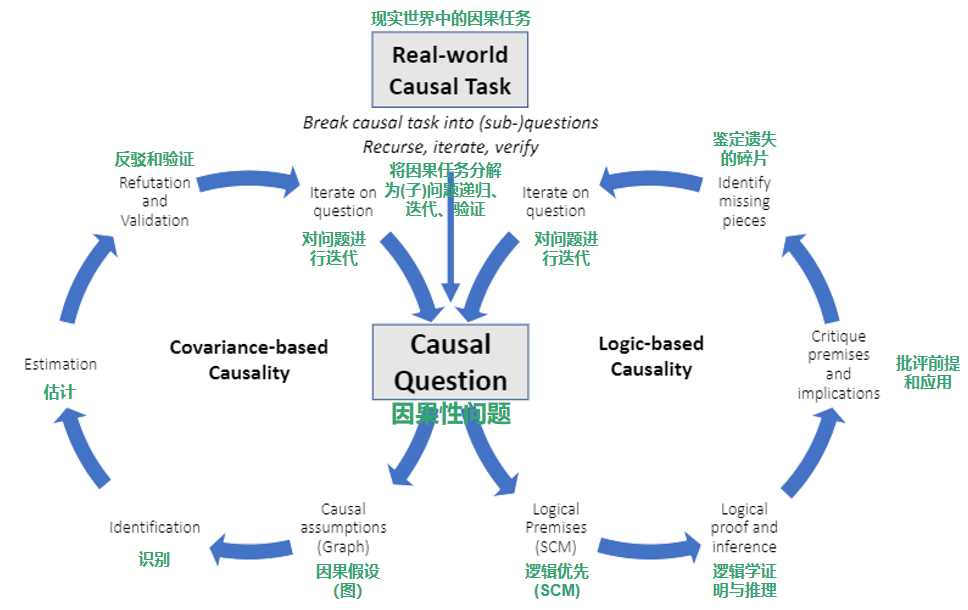 现实世界中的因果任务
Real-world
Causal Task
Break causal task into (sub-)questions
Recurse, iterate, verify
将因果任务分解
为(子)问题递归、
迭代、验证
反驳和验证
Refutation
and
Validation
Iterate on
question
对问题进
行迭代
Iterate on
question
对问题进
行迭代
鉴定遗失
的碎片
Identify
missing
pieces
Covariance-based
Causality
Causal
Question
因果性问题
Logic-based
Causality
Estimation
估计
Critique
premises
and
implications
批评前提
和应用
Identification
识别
Causal
assumptions
(Graph)
因果假设
(图)
Logical
Premises
(SCM)
逻辑优先
(SCM)
Logical
proof and
inference
逻辑学证
明与推理